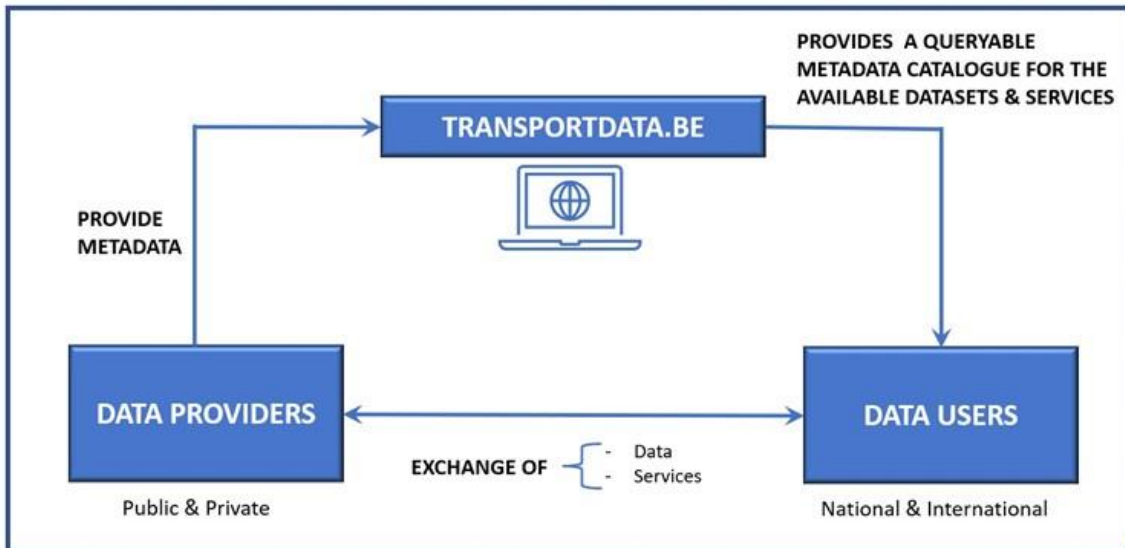 PROVIDES A QUERYABLE
METADATA CATALOGUE FOR THE
AVAILABLE DATASETS & SERVICES
TRANSPORTDATA.BE
PROVIDE
METADATA
DATA PROVIDERS
DATA USERS
EXCHANGE OF
- Data
- Services
Public & Private
National & International